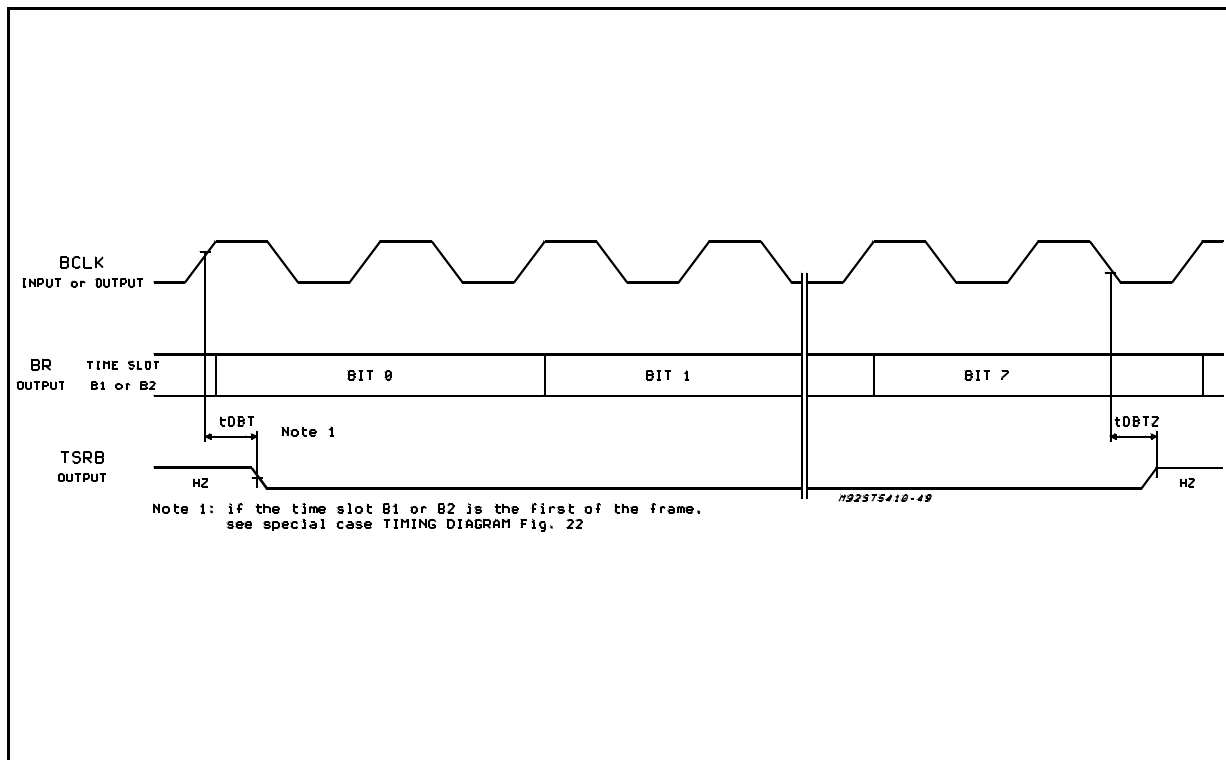 BCLK
INPUT or OUTPUT
BR TIME SLOT
OUTPUT B1 or B2
BIT 0
BIT 1
BIT 7
tDBT
Note 1
tDBTZ
TSRB
OUTPUT
HZ
HZ
M92ST5410-49
Note 1: if the time slot B1 or B2 is the first of the frame.
see special case TIMING DIAGRAM Fig. 22